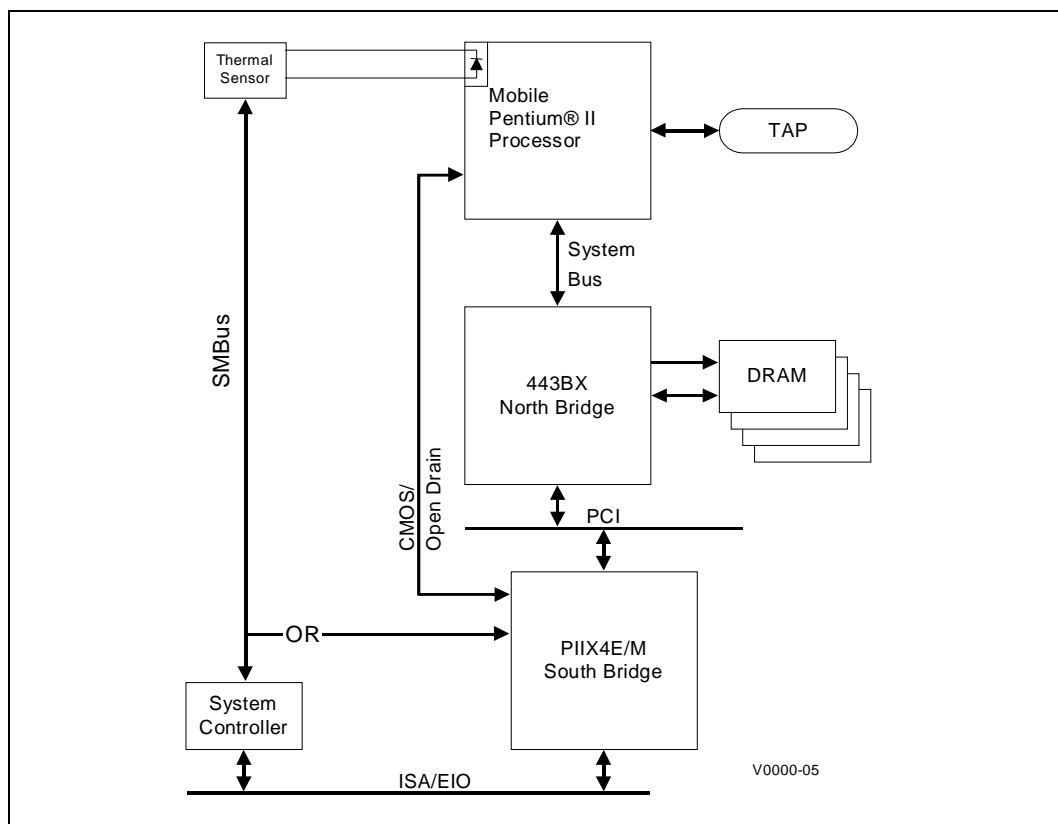 Thermal
Sensor
Mobile
Pentium® II
Processor
TAP
System
Bus
SMBus
443BX
North Bridge
DRAM
CMOS/
Open Drain
PCI
OR
PIIX4E/M
South Bridge
System
Controller
V0000-05
ISA/EIO